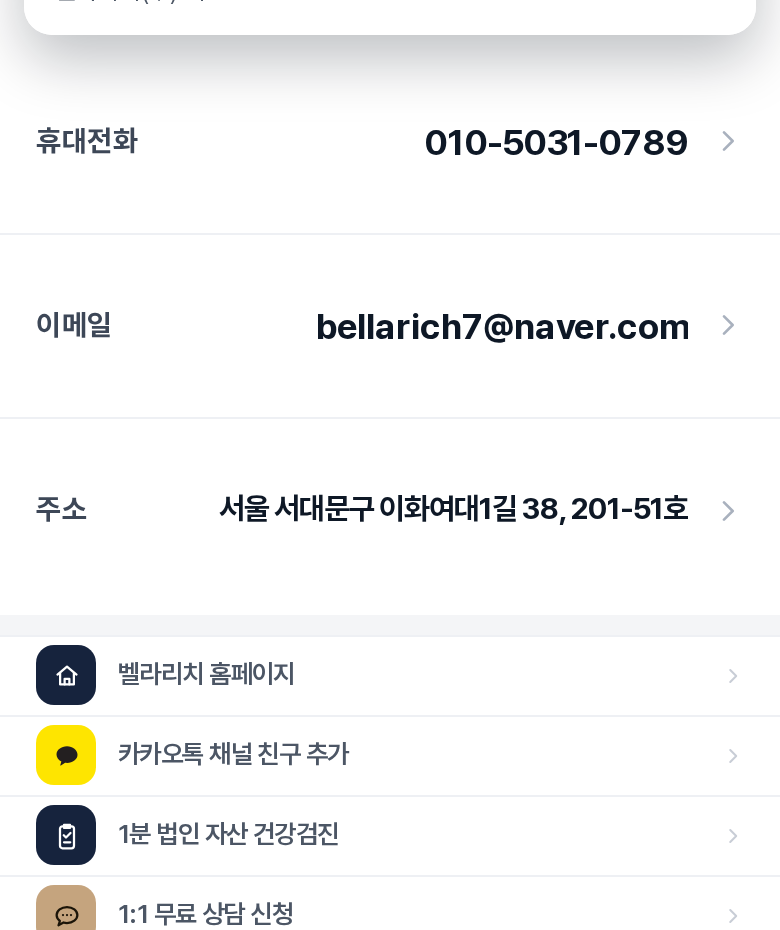 휴대전화
010-5031-0789
이메일
bellarich7@naver.com
주소
서울 서대문구 이화여대1길 38, 201-51호
벨라리치 홈페이지
카카오톡 채널 친구 추가
1분 법인 자산 건강검진
1:1 무료 상담 신청